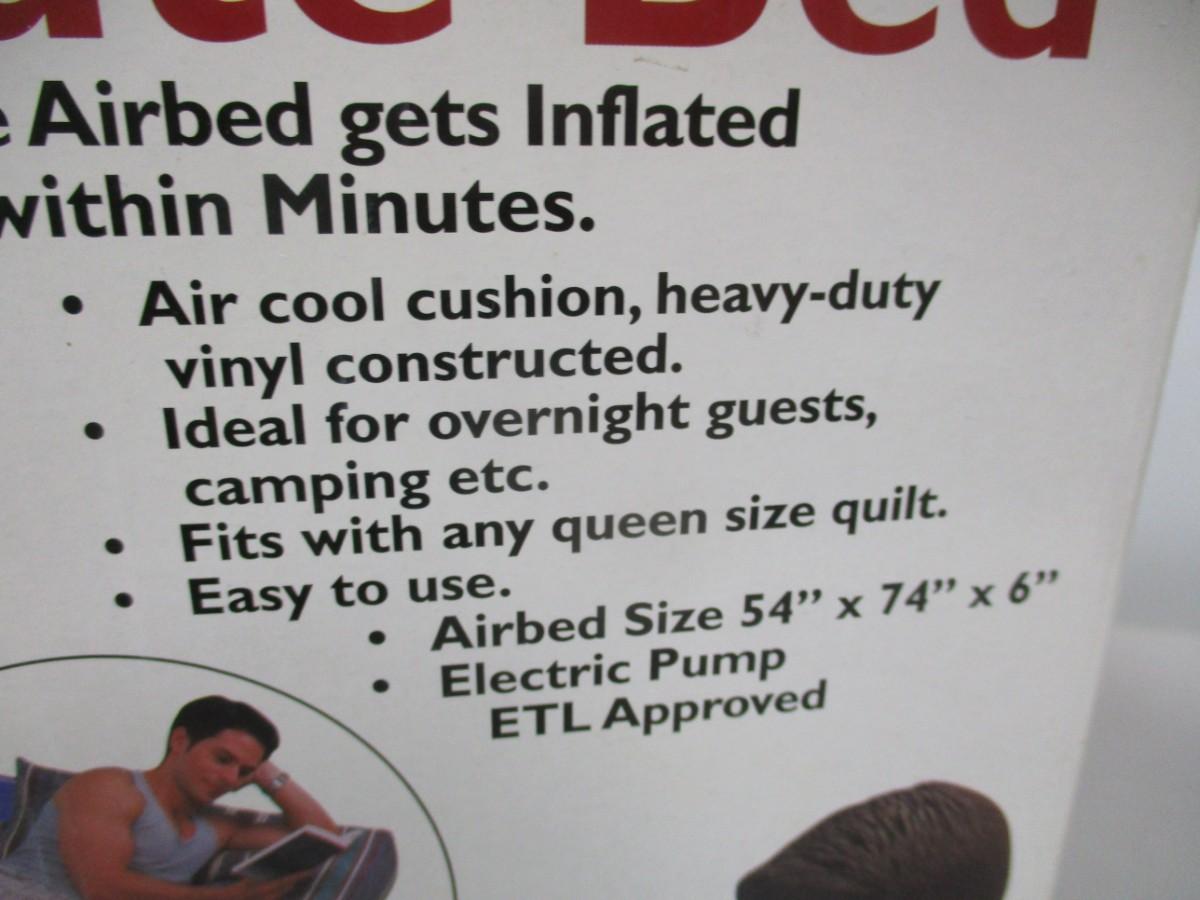 Bed
Airbed gets Inflated
within Minutes.
• Air cool cushion, heavy-duty
vinyl constructed.
• Ideal for overnight guests,
camping etc.
• Fits with any queen size quilt.
• Easy to use.
• Airbed Size 54” x 74” x 6”
• Electric Pump
ETL Approved